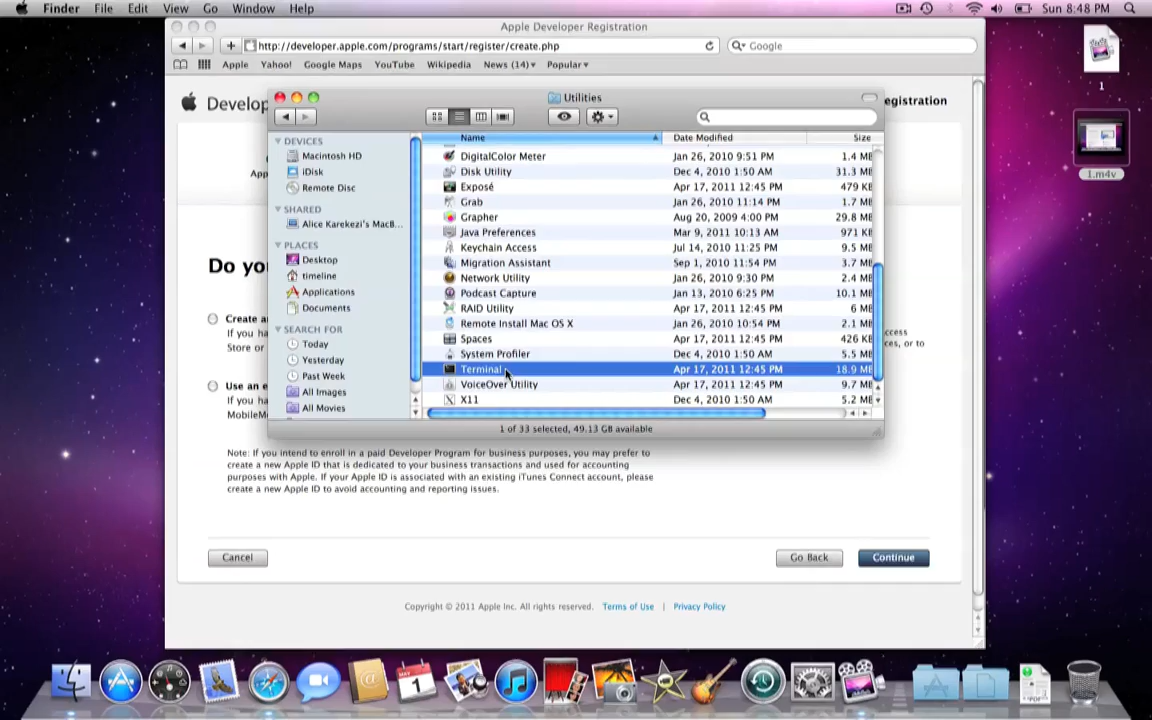 Finder File Edit View Go Window Help Sun 8:48 PM
Apple Developer Registration
http://developer.apple.com/programs/start/register/create.php Google
Apple Yahoo! Google Maps YouTube Wikipedia News (14) Popular
1
1.m4v
Develop egistration
Utilities
Name Date Modified Size
DEVICES
Macintosh HD
iDisk
Remote Disc
SHARED
Alice Karekezi's MacB...
PLACES
Desktop
timeline
Applications
Documents
SEARCH FOR
Today
Yesterday
Past Week
All Images
All Movies
DigitalColor Meter Jan 26, 2010 9:51 PM 1.4 MB
Disk Utility Dec 4, 2010 1:50 AM 31.3 MB
Exposé Apr 17, 2011 12:45 PM 479 KB
Grab Jan 26, 2010 11:14 PM 1.7 MB
Grapher Aug 20, 2009 4:00 PM 29.8 MB
Java Preferences Mar 9, 2011 10:13 AM 971 KB
Keychain Access Jul 14, 2010 11:25 PM 9.5 MB
Migration Assistant Sep 1, 2010 11:54 PM 3.7 MB
Network Utility Jan 26, 2010 9:30 PM 2.4 MB
Podcast Capture Jan 13, 2010 6:25 PM 10.1 MB
RAID Utility Apr 17, 2011 12:45 PM 6 MB
Remote Install Mac OS X Jan 26, 2010 10:54 PM 2.1 MB
Spaces Apr 17, 2011 12:45 PM 426 KB
System Profiler Dec 4, 2010 1:50 AM 5.5 MB
Terminal Apr 17, 2011 12:45 PM 18.9 MB
VoiceOver Utility Apr 17, 2011 12:45 PM 9.7 MB
X11 Dec 4, 2010 1:50 AM 5.2 MB
1 of 33 selected, 49.13 GB available
App
Do you
Create a
If you ha ccess
Store or ces, or to
Use an e
If you ha
MobileM
Note: If you intend to enroll in a paid Developer Program for business purposes, you may prefer to
create a new Apple ID that is dedicated to your business transactions and used for accounting
purposes with Apple. If your Apple ID is associated with an existing iTunes Connect account, please
create a new Apple ID to avoid accounting and reporting issues.
Cancel Go Back Continue
Copyright © 2011 Apple Inc. All rights reserved. Terms of Use | Privacy Policy
1